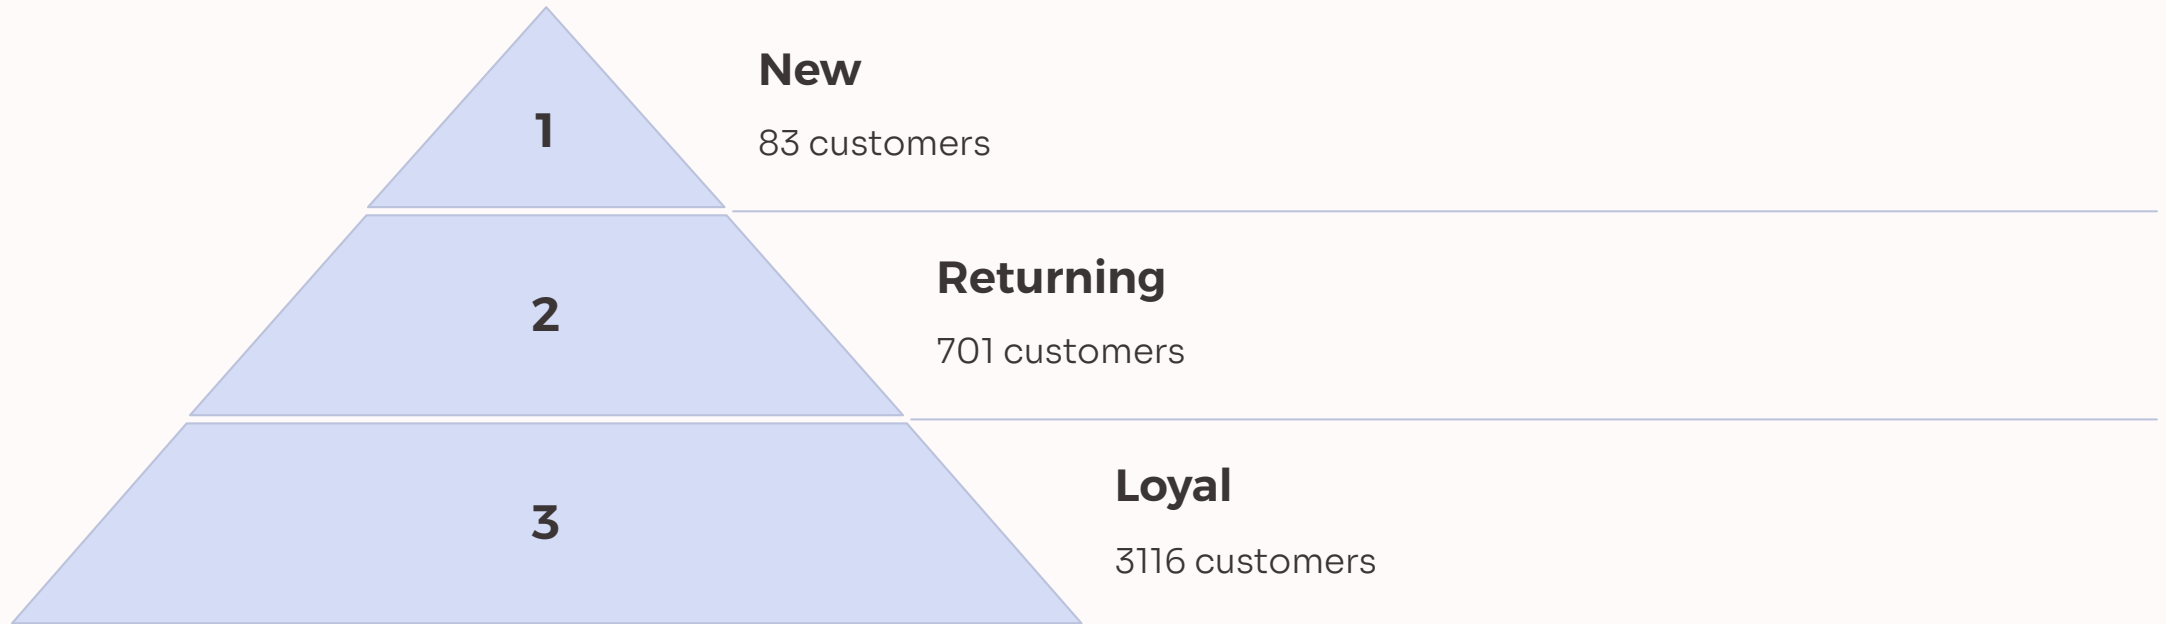 1
New
83 customers
2
Returning
701 customers
3
Loyal
3116 customers